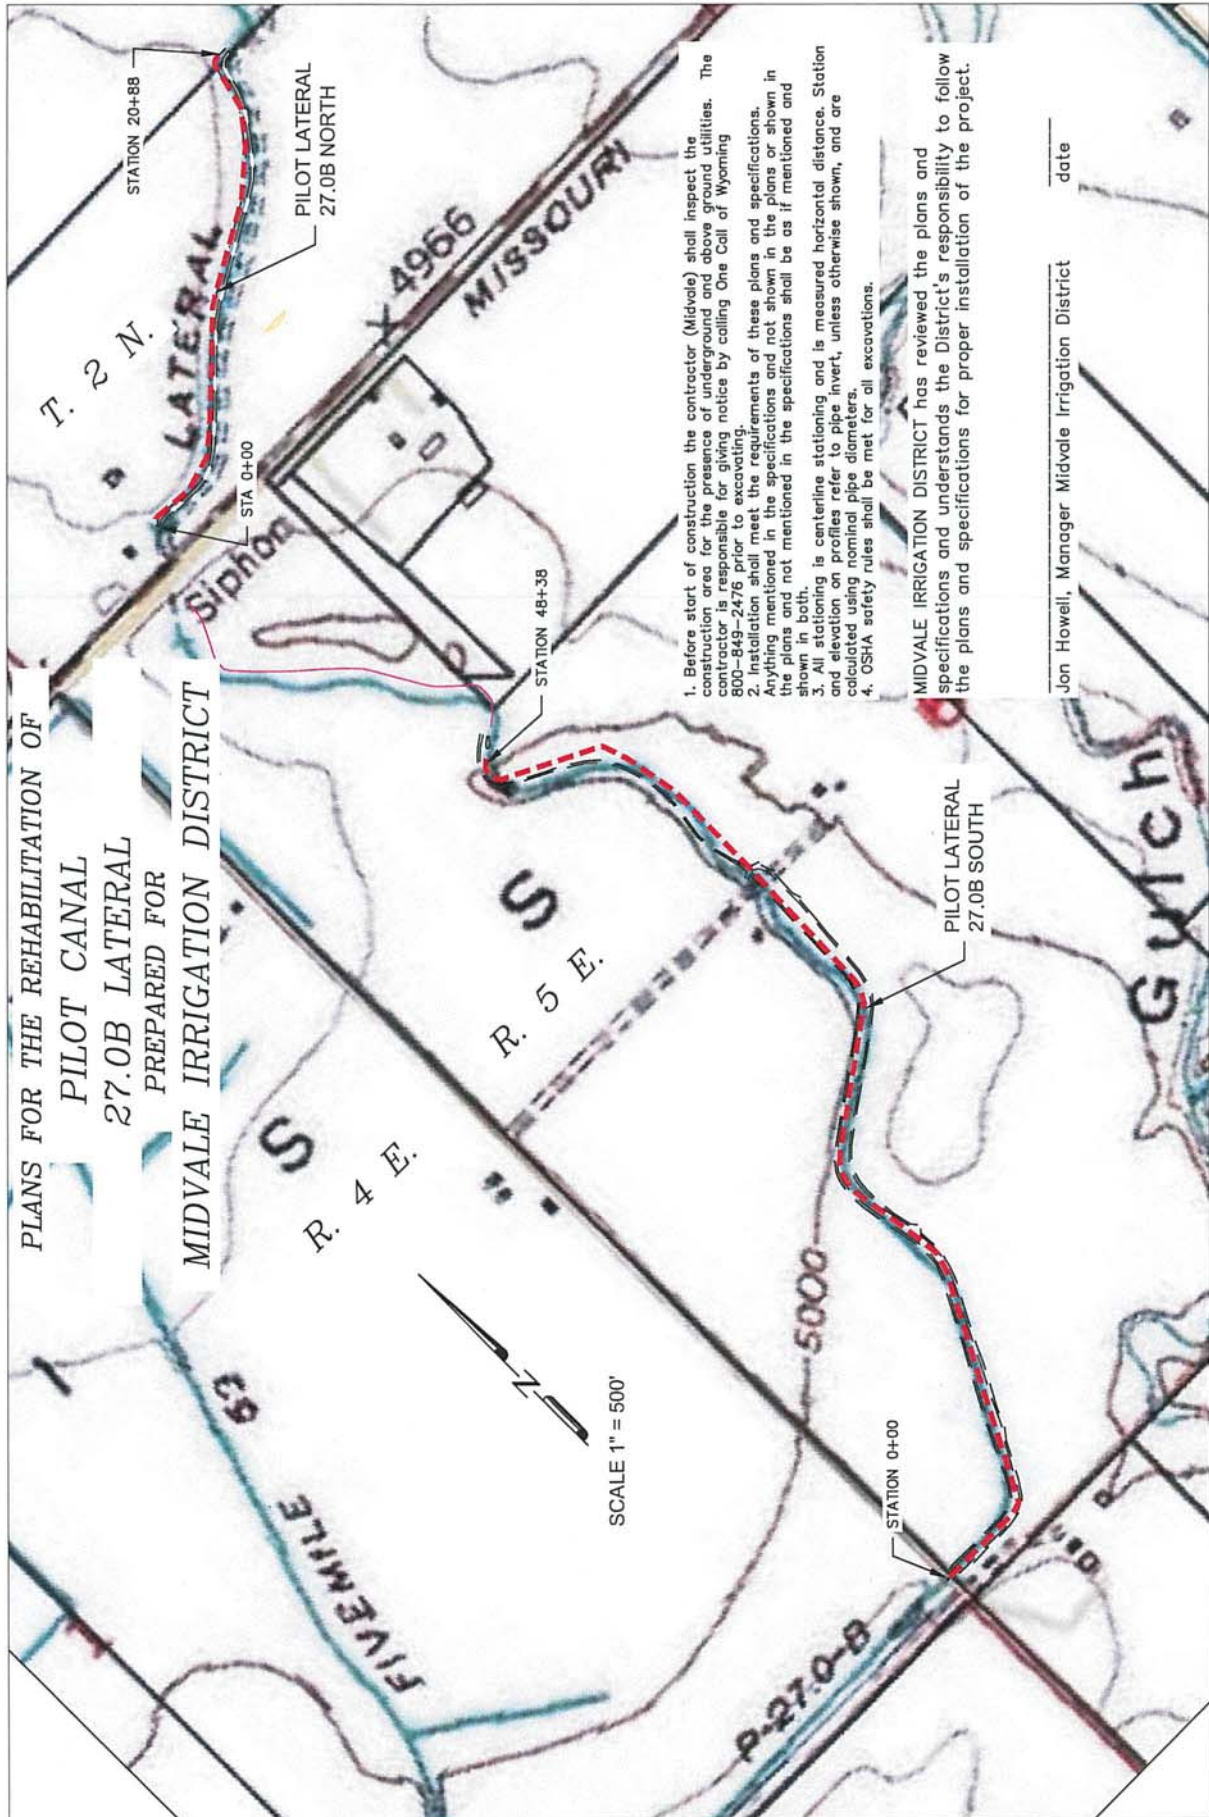 PLANS FOR THE REHABILITATION OF
PILOT CANAL
27.0B LATERAL
PREPARED FOR
MIDVALE IRRIGATION DISTRICT
STATION 20+88
PILOT LATERAL
27.0B NORTH
T. 2 N.
LATERAL
STA 0+00
X 4966
MISSOURI
Siphon
STATION 48+38
S
S
R. 5 E.
R. 4 E.
PILOT LATERAL
27.0B SOUTH
Gulch
5000
N
SCALE 1" = 500'
FIVEMILE
STATION 0+00
P-27.0-B
1. Before start of construction the contractor (Midvale) shall inspect the
construction area for the presence of underground and above ground utilities. The
contractor is responsible for giving notice by calling One Call of Wyoming
800-849-2476 prior to excavating.
2. Installation shall meet the requirements of these plans and specifications.
Anything mentioned in the specifications and not shown in the plans or shown in
the plans and not mentioned in the specifications shall be as if mentioned and
shown in both.
3. All stationing is centerline stationing and is measured horizontal distance. Station
and elevation on profiles refer to pipe invert, unless otherwise shown, and are
calculated using nominal pipe diameters.
4. OSHA safety rules shall be met for all excavations.
MIDVALE IRRIGATION DISTRICT has reviewed the plans and
specifications and understands the District's responsibility to follow
the plans and specifications for proper installation of the project.
Jon Howell, Manager Midvale Irrigation District date